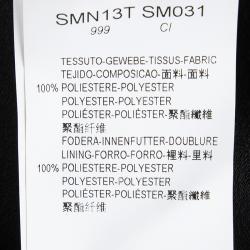 SMN13T SM031
999 CI
TESSUTO-GEWEBE-TISSUS-FABRIC
TEJIDO-COMPOSICAO-面料-面料
100% POLIESTERE-POLYESTER
POLYESTER-POLYESTER
POLIÉSTER-POLIÉSTER-聚酯纖維
聚酯纤维
FODERA-INNENFUTTER-DOUBLURE
LINING-FORRO-FORRO-裡料-里料
100% POLIESTERE-POLYESTER
POLYESTER-POLYESTER
POLIÉSTER-POLIÉSTER-聚酯纖維
聚酯纤维